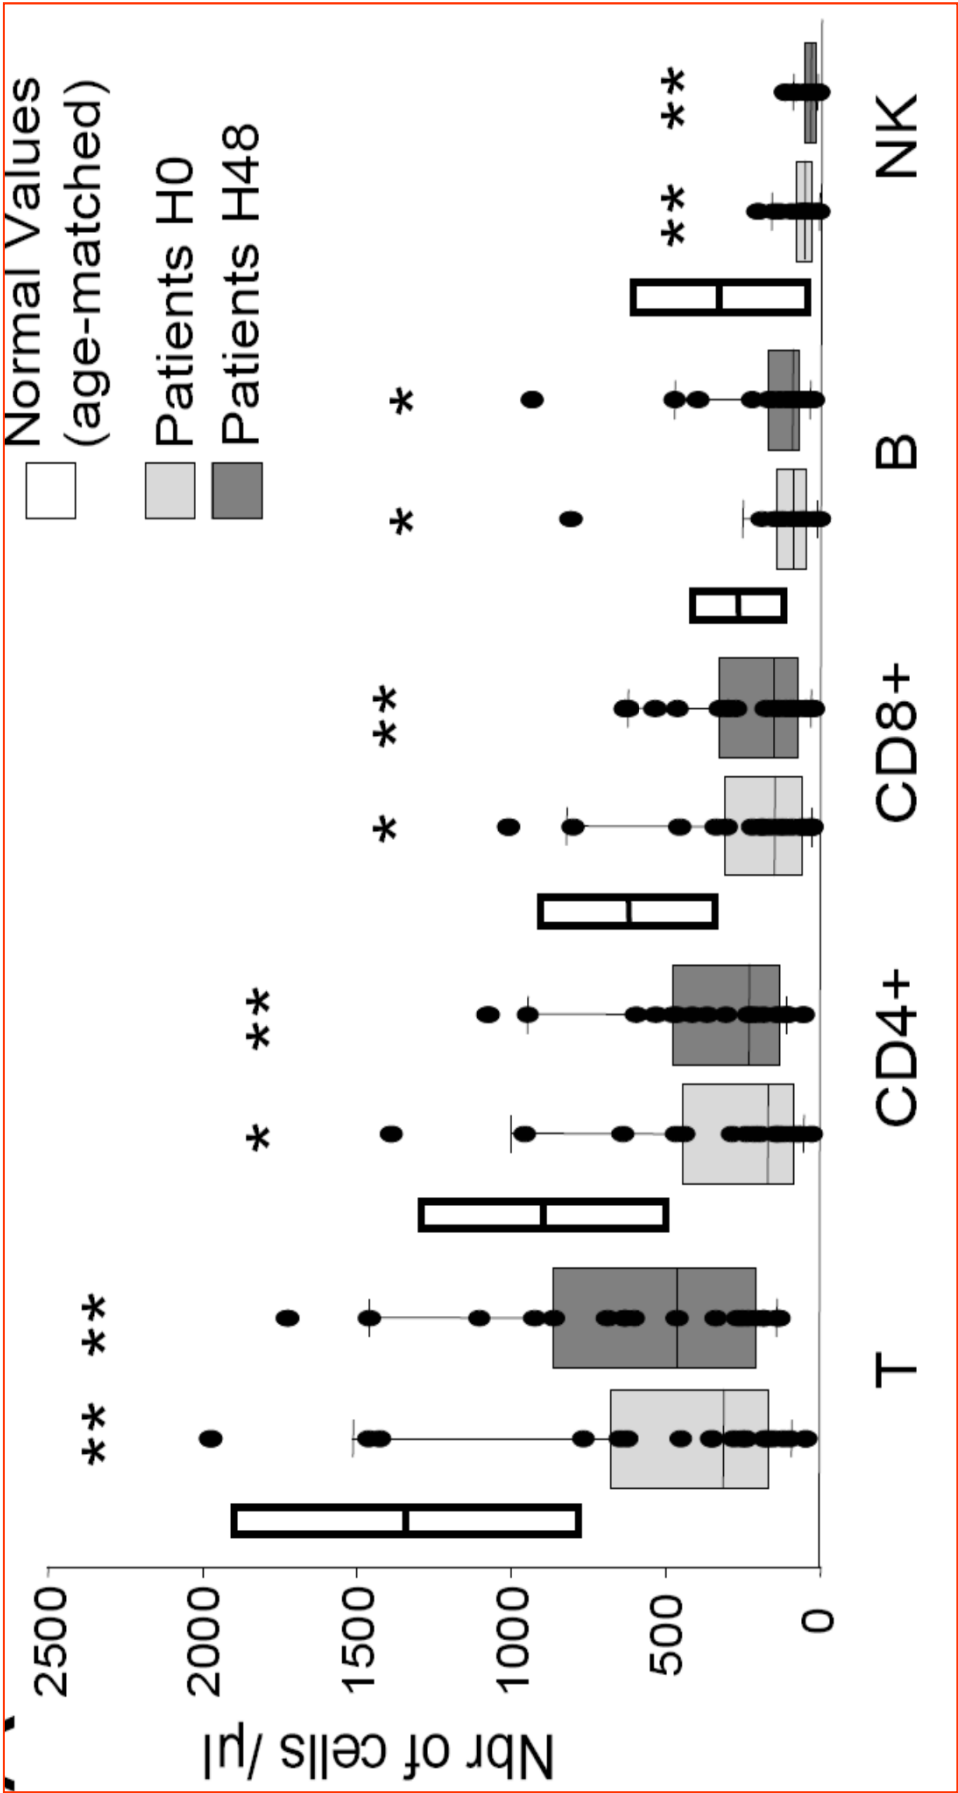 Normal Values
(age-matched)
Patients H0
Patients H48
Nbr of cells /µl
2500
2000
1500
1000
500
0
** ** * ** * ** * * ** **
T CD4+ CD8+ B NK